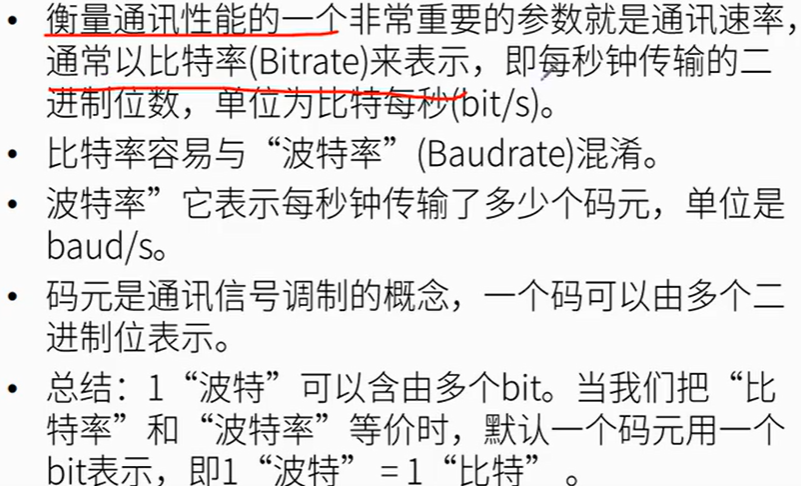 • 衡量通讯性能的一个非常重要的参数就是通讯速率，
通常以比特率(Bitrate)来表示，即每秒钟传输的二
进制位数，单位为比特每秒(bit/s)。
• 比特率容易与“波特率”(Baudrate)混淆。
• 波特率”它表示每秒钟传输了多少个码元，单位是
baud/s。
• 码元是通讯信号调制的概念，一个码可以由多个二
进制位表示。
• 总结：1“波特”可以含由多个bit。当我们把“比
特率”和“波特率”等价时，默认一个码元用一个
bit表示，即1“波特” = 1“比特” 。